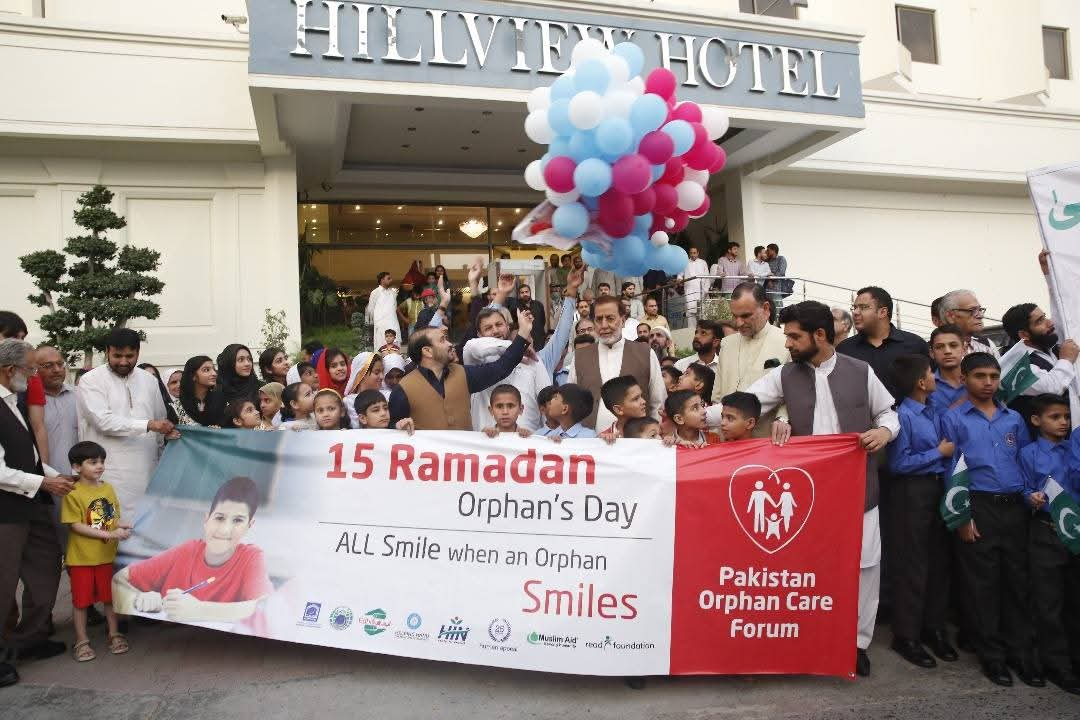 HILLVIEW HOTEL
15 Ramadan
Orphan's Day
ALL Smile when an Orphan
Smiles
HIN
Muslim Aid
read foundation
Pakistan
Orphan Care
Forum